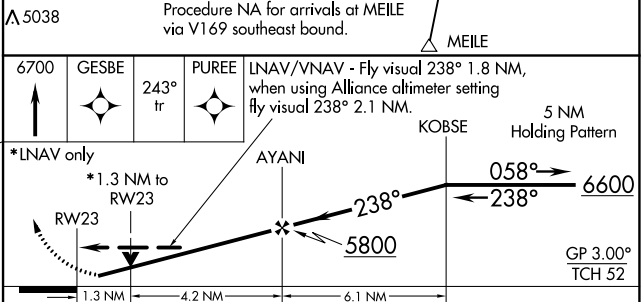 5038
Procedure NA for arrivals at MEILE
via V169 southeast bound.
MEILE
6700
GESBE
243°
tr
PUREE
LNAV/VNAV - Fly visual 238° 1.8 NM,
when using Alliance altimeter setting
fly visual 238° 2.1 NM.
KOBSE
5 NM
Holding Pattern
*LNAV only
AYANI
*1.3 NM to
RW23
RW23
058°
238°
6600
238°
5800
GP 3.00°
TCH 52
1.3 NM
4.2 NM
6.1 NM